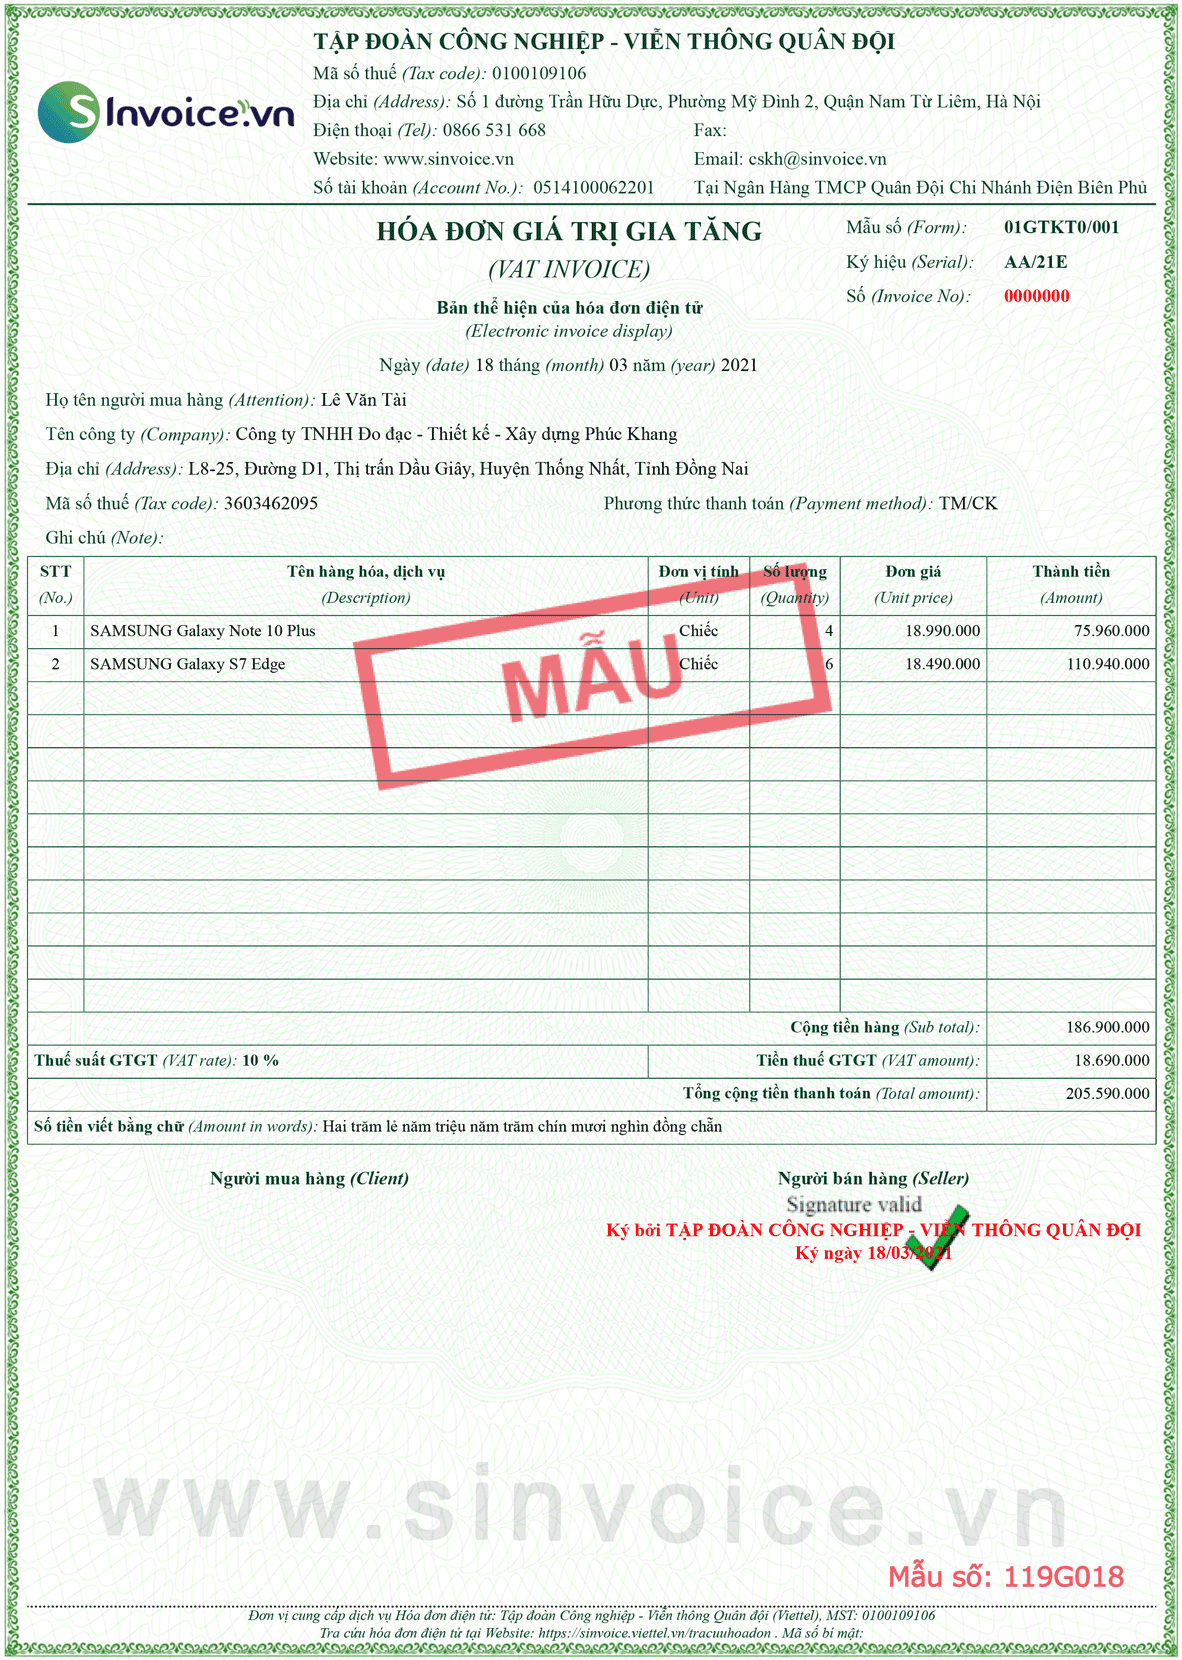 TẬP ĐOÀN CÔNG NGHIỆP - VIỄN THÔNG QUÂN ĐỘI
SInvoice.vn
Mã số thuế (Tax code): 0100109106
Địa chỉ (Address): Số 1 đường Trần Hữu Dực, Phường Mỹ Đình 2, Quận Nam Từ Liêm, Hà Nội
Điện thoại (Tel): 0866 531 668 Fax:
Website: www.sinvoice.vn Email: cskh@sinvoice.vn
Số tài khoản (Account No.): 0514100062201 Tại Ngân Hàng TMCP Quân Đội Chi Nhánh Điện Biên Phủ
HÓA ĐƠN GIÁ TRỊ GIA TĂNG
(VAT INVOICE)
Mẫu số (Form): 01GTKT0/001
Ký hiệu (Serial): AA/21E
Số (Invoice No): 0000000
Bản thể hiện của hóa đơn điện tử
(Electronic invoice display)
Ngày (date) 18 tháng (month) 03 năm (year) 2021
Họ tên người mua hàng (Attention): Lê Văn Tài
Tên công ty (Company): Công ty TNHH Đo đạc - Thiết kế - Xây dựng Phúc Khang
Địa chỉ (Address): L8-25, Đường D1, Thị trấn Dầu Giây, Huyện Thống Nhất, Tỉnh Đồng Nai
Mã số thuế (Tax code): 3603462095 Phương thức thanh toán (Payment method): TM/CK
Ghi chú (Note):
STT Tên hàng hóa, dịch vụ Đơn vị tính Số lượng Đơn giá Thành tiền
(No.) (Description) (Unit) (Quantity) (Unit price) (Amount)
1 SAMSUNG Galaxy Note 10 Plus Chiếc 4 18.990.000 75.960.000
2 SAMSUNG Galaxy S7 Edge Chiếc 6 18.490.000 110.940.000
MẪU
Cộng tiền hàng (Sub total): 186.900.000
Thuế suất GTGT (VAT rate): 10 % Tiền thuế GTGT (VAT amount): 18.690.000
Tổng cộng tiền thanh toán (Total amount): 205.590.000
Số tiền viết bằng chữ (Amount in words): Hai trăm lẻ năm triệu năm trăm chín mươi nghìn đồng chẵn
Người mua hàng (Client) Người bán hàng (Seller)
Signature valid
Ký bởi TẬP ĐOÀN CÔNG NGHIỆP - VIỄN THÔNG QUÂN ĐỘI
Ký ngày 18/03/2021
www.sinvoice.vn
Mẫu số: 119G018
Đơn vị cung cấp dịch vụ Hóa đơn điện tử: Tập đoàn Công nghiệp - Viễn thông Quân đội (Viettel), MST: 0100109106
Tra cứu hóa đơn điện tử tại Website: https://sinvoice.viettel.vn/tracuuhoadon . Mã số bí mật: